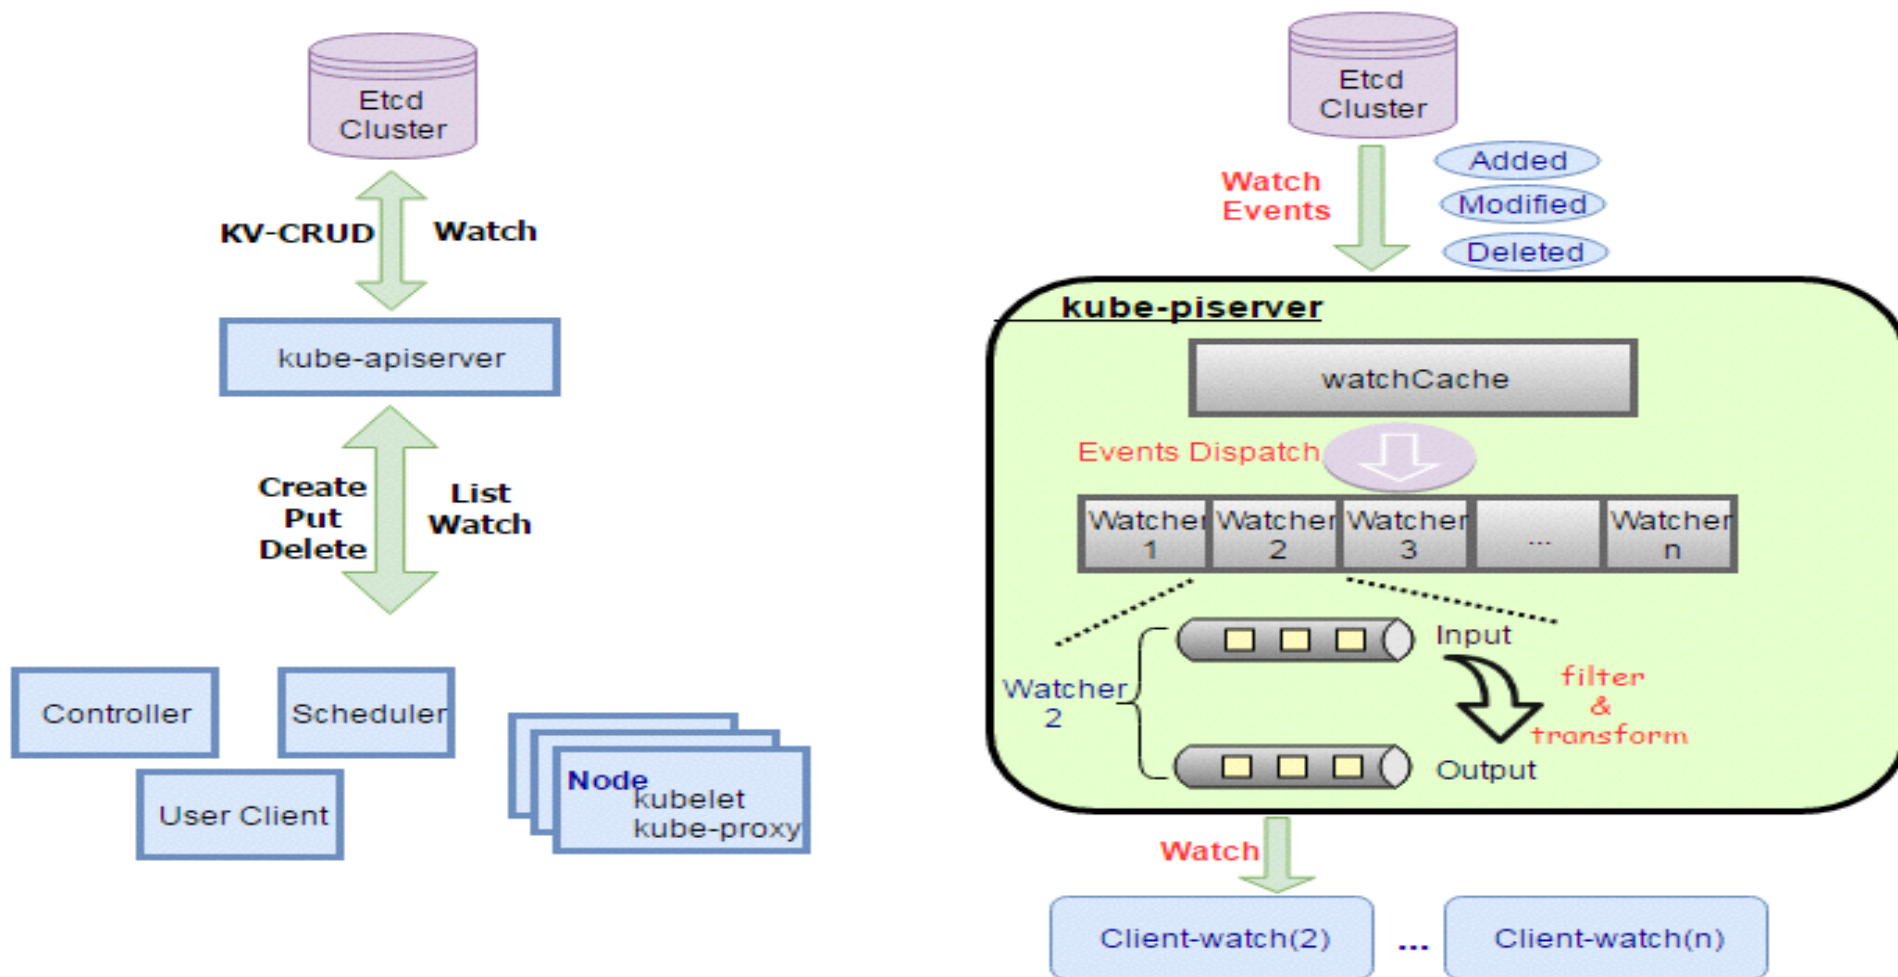 Etcd
Cluster
KV-CRUD
Watch
kube-apiserver
Create
Put
Delete
List
Watch
Controller
Scheduler
User Client
Node
kubelet
kube-proxy
Etcd
Cluster
Watch
Events
Added
Modified
Deleted
kube-piserver
watchCache
Events Dispatch
Watcher
1
Watcher
2
Watcher
3
...
Watcher
n
Watcher
2
Input
filter
&
transform
Output
Watch
Client-watch(2)
...
Client-watch(n)